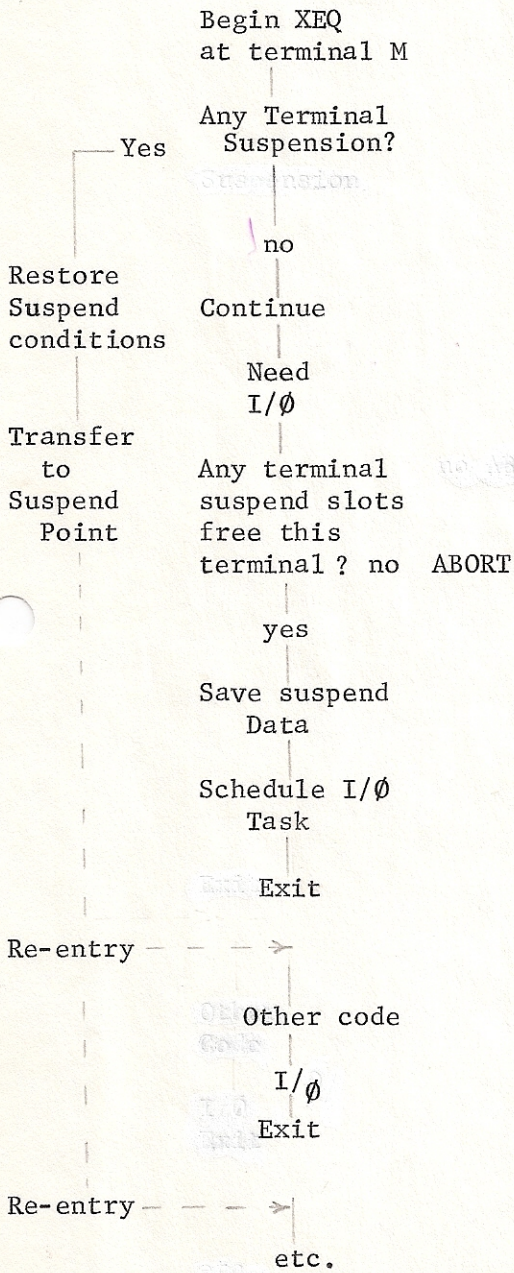 Begin XEQ
at terminal M
Any Terminal
Suspension?
Yes
no
Restore
Suspend
conditions
Continue
Need
I/Ø
Transfer
to
Suspend
Point
Any terminal
suspend slots
free this
terminal ? no ABORT
yes
Save suspend
Data
Schedule I/Ø
Task
Exit
Re-entry
Other code
I/Ø
Exit
Re-entry
etc.